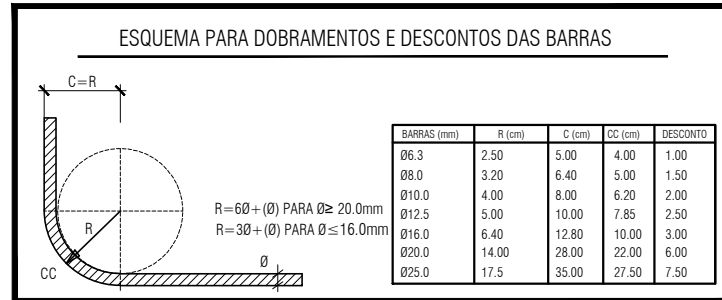 ESQUEMA PARA DOBRAMENTOS E DESCONTOS DAS BARRAS
C=R
R
CC
Ø
R=6Ø+(Ø) PARA Ø≥ 20.0mm
R=3Ø+(Ø) PARA Ø≤16.0mm
BARRAS (mm) R (cm) C (cm) CC (cm) DESCONTO
Ø6.3 2.50 5.00 4.00 1.00
Ø8.0 3.20 6.40 5.00 1.50
Ø10.0 4.00 8.00 6.20 2.00
Ø12.5 5.00 10.00 7.85 2.50
Ø16.0 6.40 12.80 10.00 3.00
Ø20.0 14.00 28.00 22.00 6.00
Ø25.0 17.5 35.00 27.50 7.50